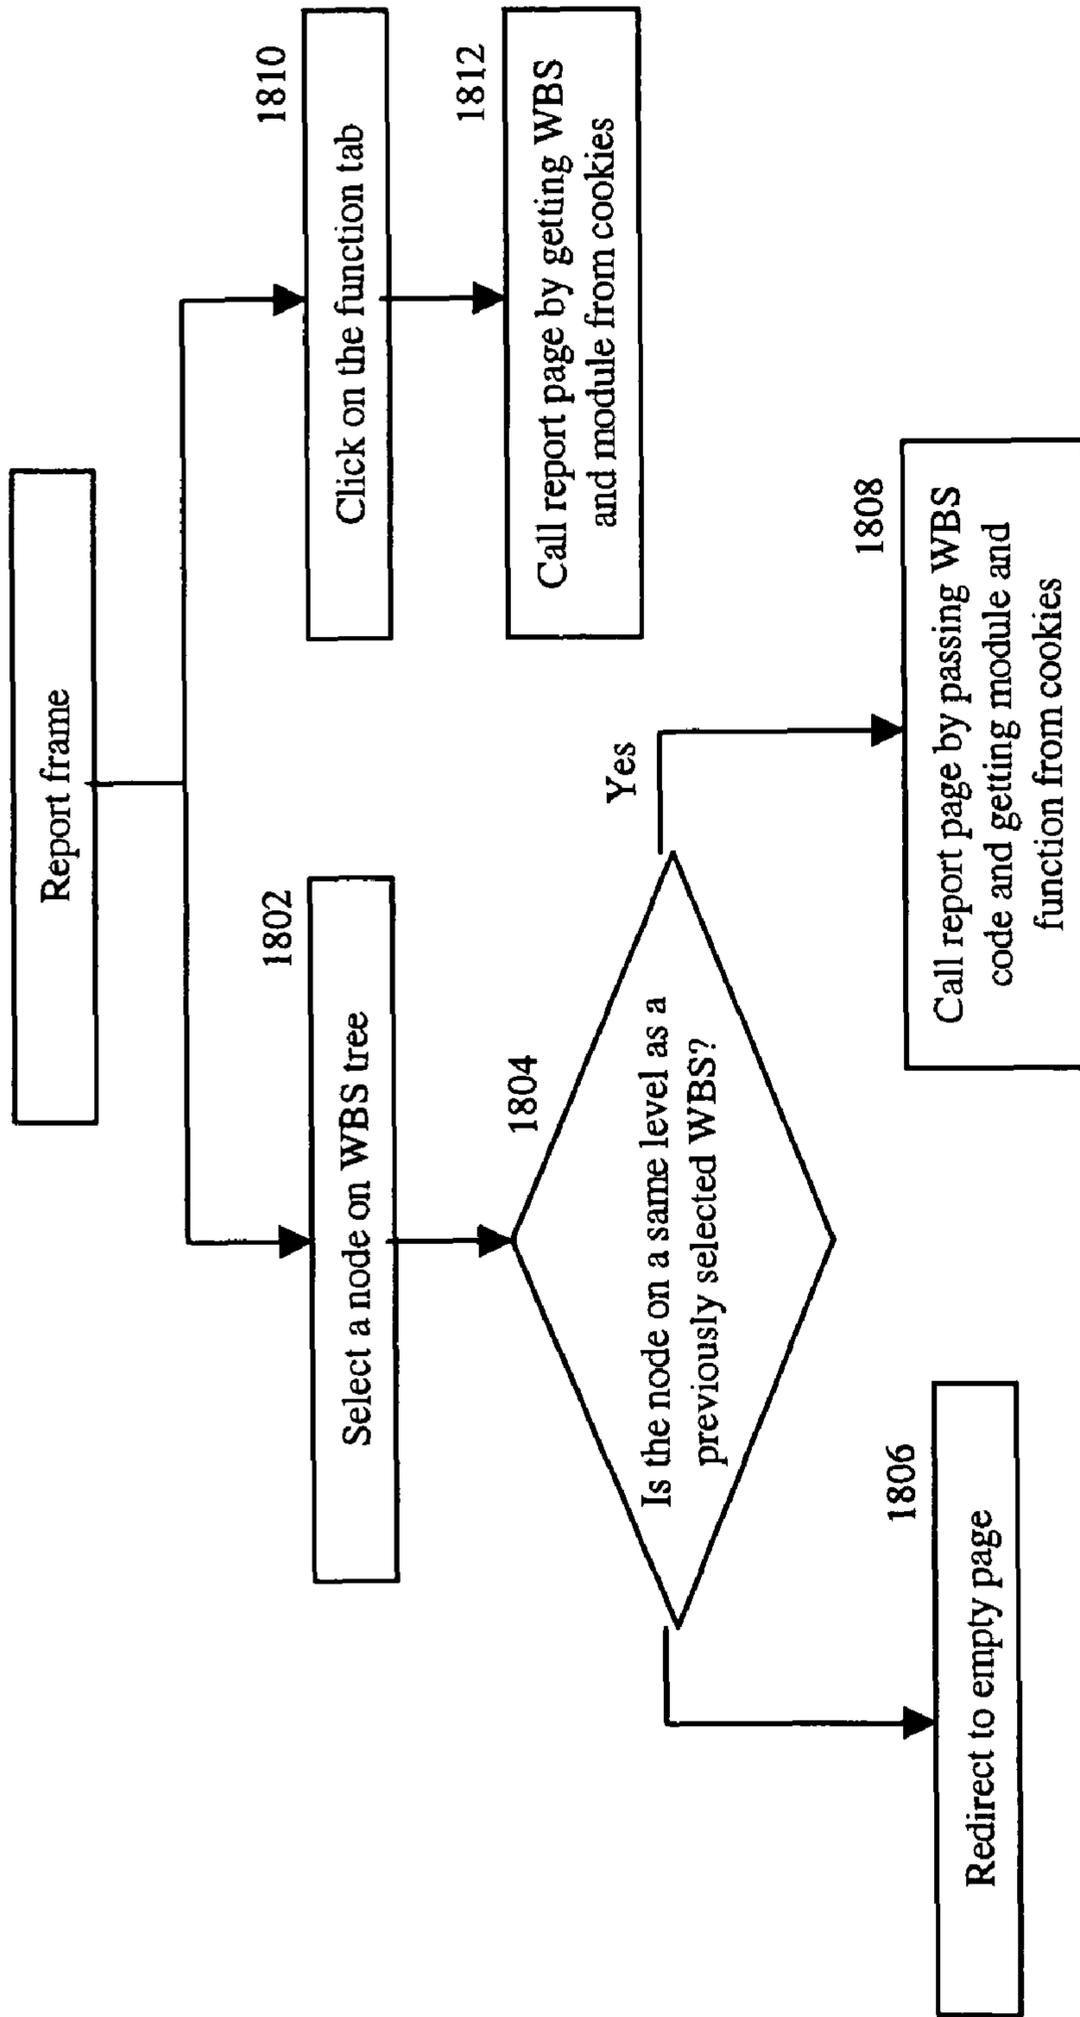 Report frame
1802
Select a node on WBS tree
1804
Is the node on a same level as a
previously selected WBS?
Yes
1806
Redirect to empty page
1808
Call report page by passing WBS
code and getting module and
function from cookies
1810
Click on the function tab
1812
Call report page by getting WBS
and module from cookies